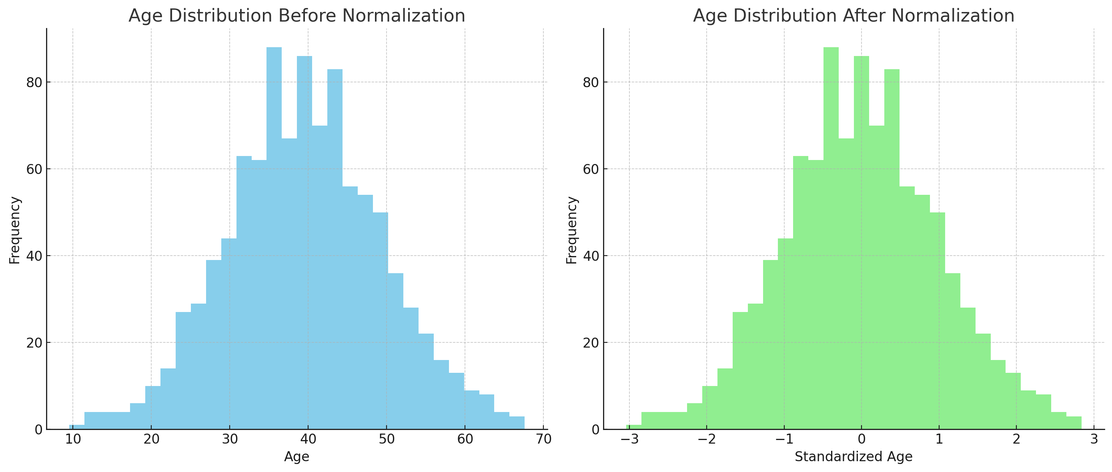 Age Distribution Before Normalization
80
60
40
20
0
Frequency
10 20 30 40 50 60 70
Age
Age Distribution After Normalization
80
60
40
20
0
Frequency
−3 −2 −1 0 1 2 3
Standardized Age